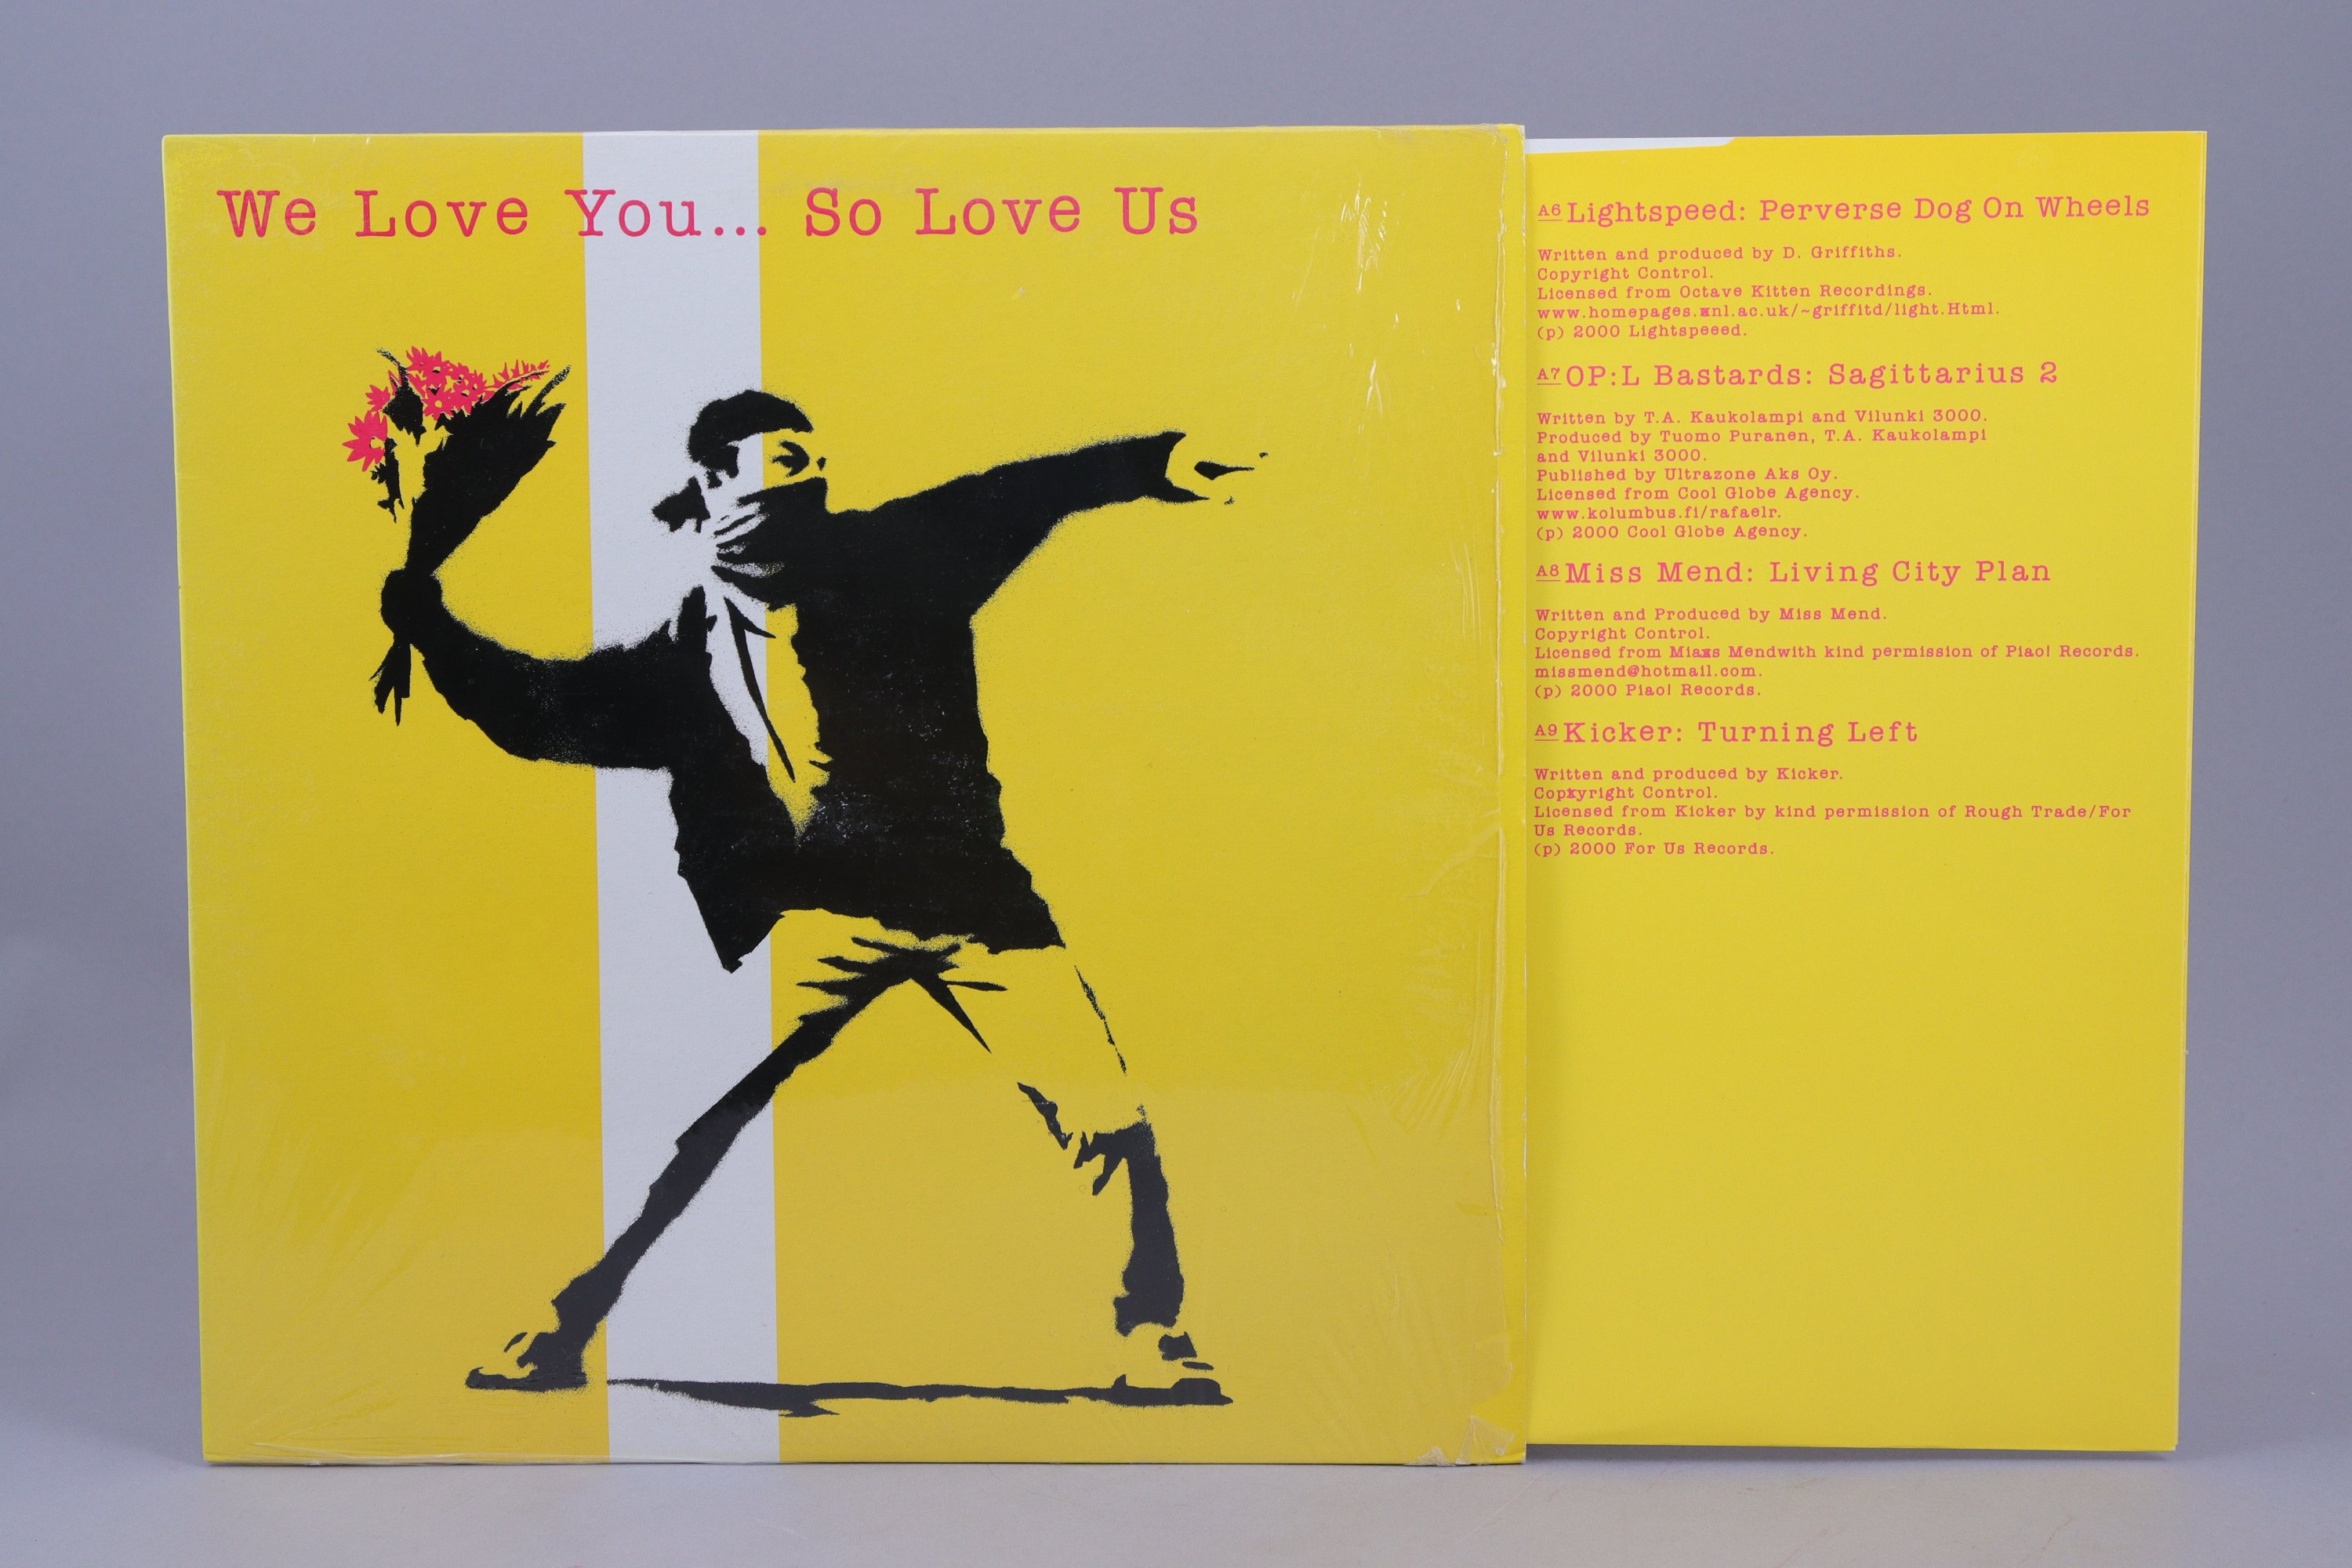 We Love You... So Love Us
A6 Lightspeed: Perverse Dog On Wheels
Written and produced by D. Griffiths.
Copyright Control.
Licensed from Octave Kitten Recordings.
www.homepages.xnl.ac.uk/~griffitd/light.Html.
(p) 2000 Lightspeeed.
A7 OP:L Bastards: Sagittarius 2
Written by T.A. Kaukolampi and Vilunki 3000.
Produced by Tuomo Puranen, T.A. Kaukolampi
and Vilunki 3000.
Published by Ultrazone Aks Oy.
Licensed from Cool Globe Agency.
www.kolumbus.fi/rafaelr.
(p) 2000 Cool Globe Agency.
A8 Miss Mend: Living City Plan
Written and Produced by Miss Mend.
Copyright Control.
Licensed from Miaxs Mendwith kind permission of Piao! Records.
missmend@hotmail.com.
(p) 2000 Piao! Records.
A9 Kicker: Turning Left
Written and produced by Kicker.
Copxyright Control.
Licensed from Kicker by kind permission of Rough Trade/For
Us Records.
(p) 2000 For Us Records.